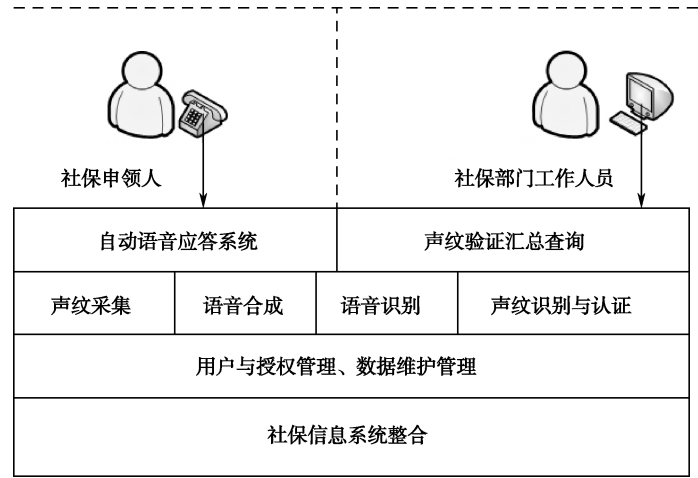 社保申领人
社保部门工作人员
自动语音应答系统
声纹验证汇总查询
声纹采集
语音合成
语音识别
声纹识别与认证
用户与授权管理、数据维护管理
社保信息系统整合